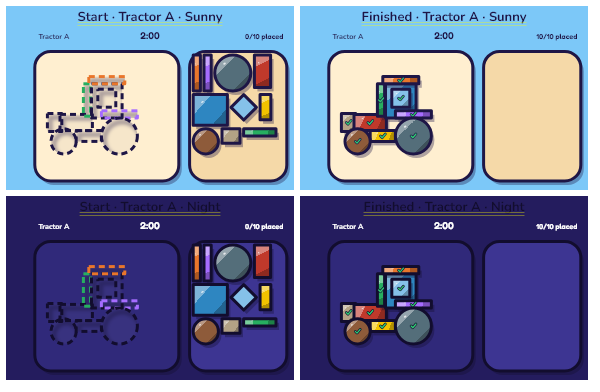 Start · Tractor A · Sunny
Tractor A 2:00 0/10 placed
Finished · Tractor A · Sunny
Tractor A 2:00 10/10 placed
Start · Tractor A · Night
Tractor A 2:00 0/10 placed
Finished · Tractor A · Night
Tractor A 2:00 10/10 placed